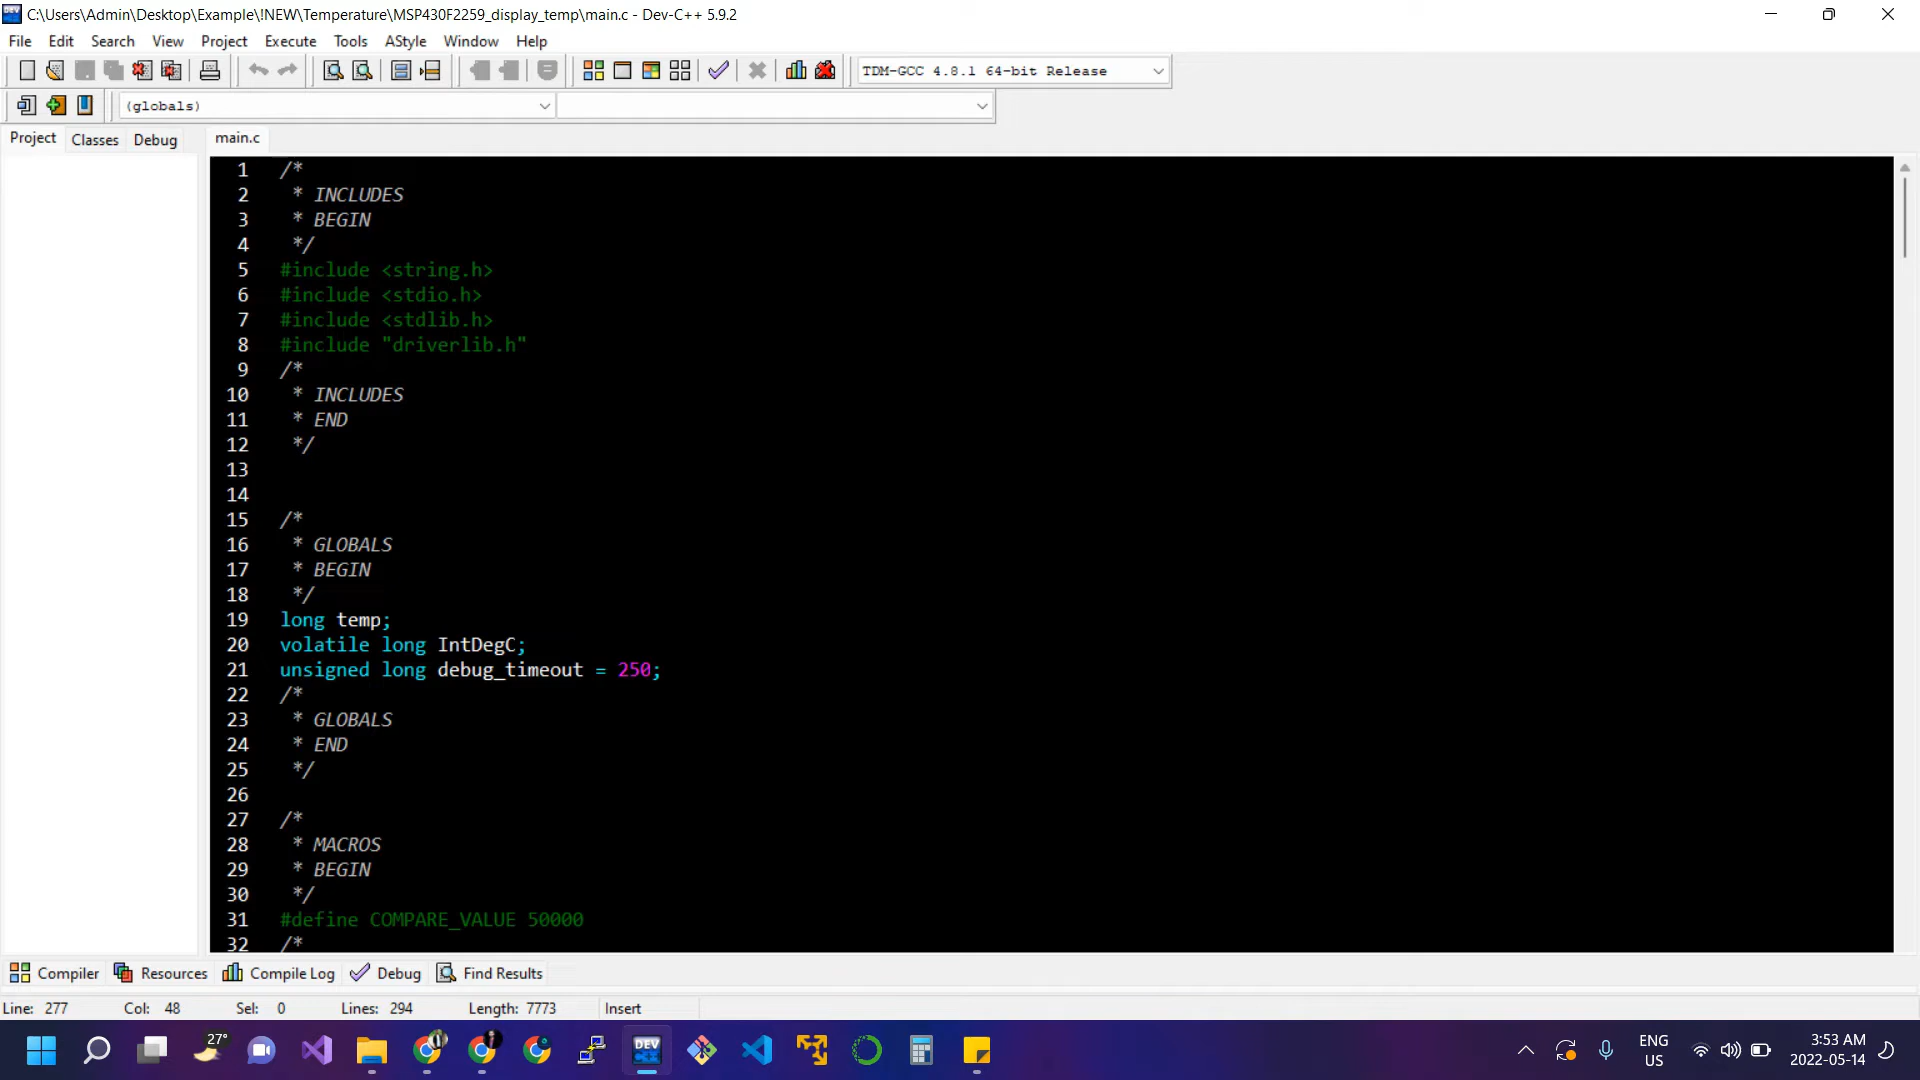 C:\Users\Admin\Desktop\Example\!NEW\Temperature\MSP430F2259_display_temp\main.c - Dev-C++ 5.9.2
File Edit Search View Project Execute Tools AStyle Window Help
TDM-GCC 4.8.1 64-bit Release
(globals)
Project Classes Debug main.c
1 /*
2 * INCLUDES
3 * BEGIN
4 */
5 #include <string.h>
6 #include <stdio.h>
7 #include <stdlib.h>
8 #include "driverlib.h"
9 /*
10 * INCLUDES
11 * END
12 */
13
14
15 /*
16 * GLOBALS
17 * BEGIN
18 */
19 long temp;
20 volatile long IntDegC;
21 unsigned long debug_timeout = 250;
22 /*
23 * GLOBALS
24 * END
25 */
26
27 /*
28 * MACROS
29 * BEGIN
30 */
31 #define COMPARE_VALUE 50000
32 /*
Compiler Resources Compile Log Debug Find Results
Line: 277 Col: 48 Sel: 0 Lines: 294 Length: 7773 Insert
27°
DEV
ENG
US
3:53 AM
2022-05-14